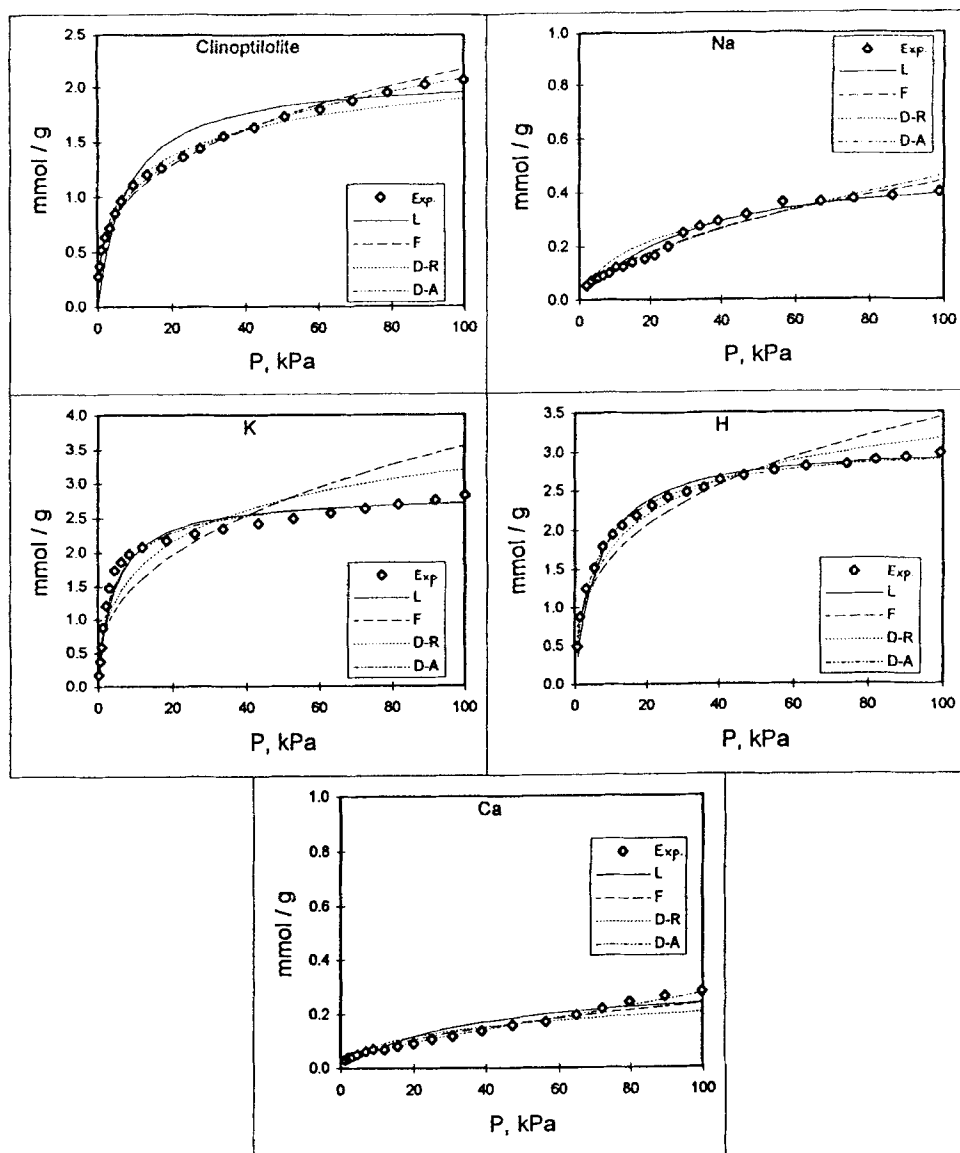 Clinoptilolite
mmol / g
2.5
2.0
1.5
1.0
0.5
0.0
0 20 40 60 80 100
P, kPa
Exp.
L
F
D-R
D-A
Na
mmol / g
1.0
0.8
0.6
0.4
0.2
0.0
0 20 40 60 80 100
P, kPa
Exp.
L
F
D-R
D-A
K
mmol / g
4.0
3.5
3.0
2.5
2.0
1.5
1.0
0.5
0.0
0 20 40 60 80 100
P, kPa
Exp.
L
F
D-R
D-A
H
mmol / g
3.5
3.0
2.5
2.0
1.5
1.0
0.5
0.0
0 20 40 60 80 100
P, kPa
Exp.
L
F
D-R
D-A
Ca
mmol / g
1.0
0.8
0.6
0.4
0.2
0.0
0 20 40 60 80 100
P, kPa
Exp.
L
F
D-R
D-A